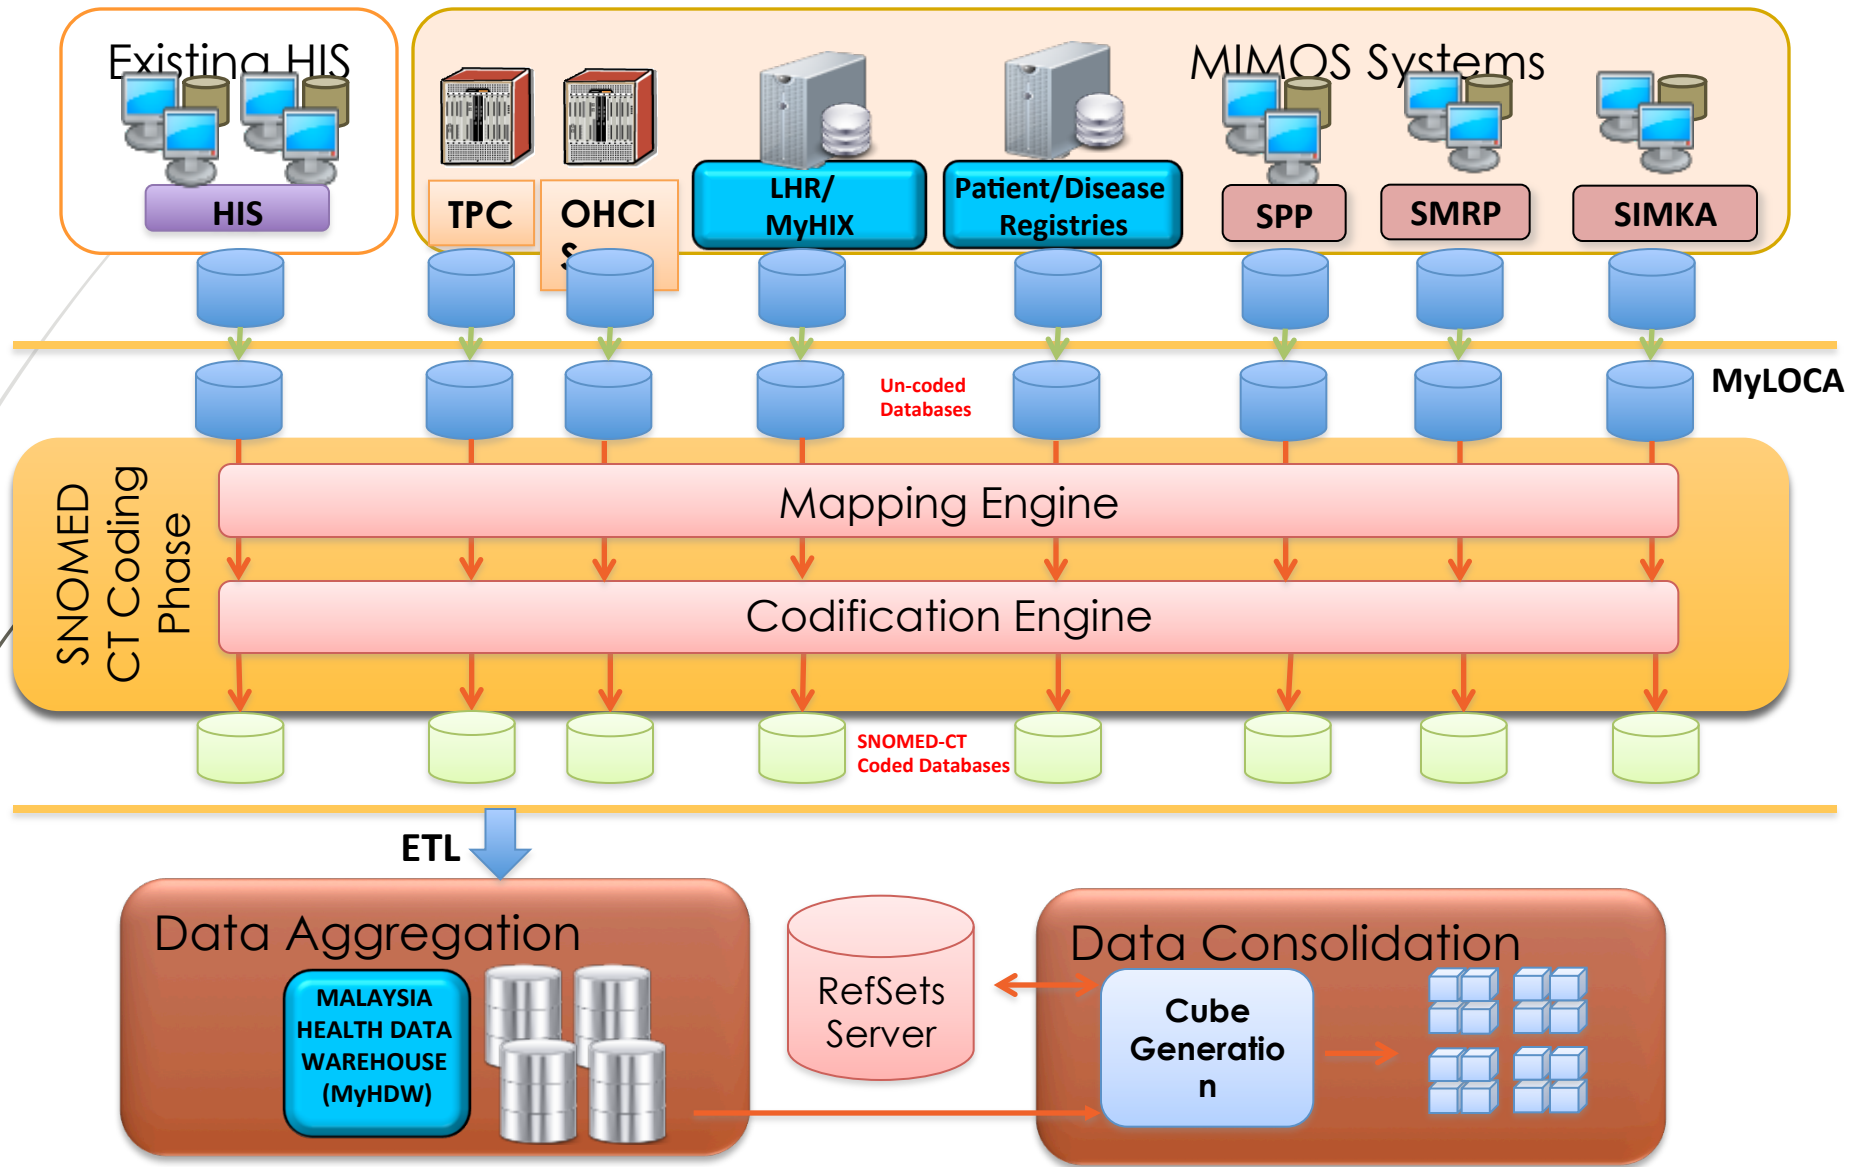 Existing HIS
MIMOS Systems
HIS
TPC
OHCI
S
LHR/
MyHIX
Patient/Disease
Registries
SPP
SMRP
SIMKA
Un-coded
Databases
MyLOCA
SNOMED
CT Coding
Phase
Mapping Engine
Codification Engine
SNOMED-CT
Coded Databases
ETL
Data Aggregation
MALAYSIA
HEALTH DATA
WAREHOUSE
(MyHDW)
RefSets
Server
Data Consolidation
Cube
Generatio
n